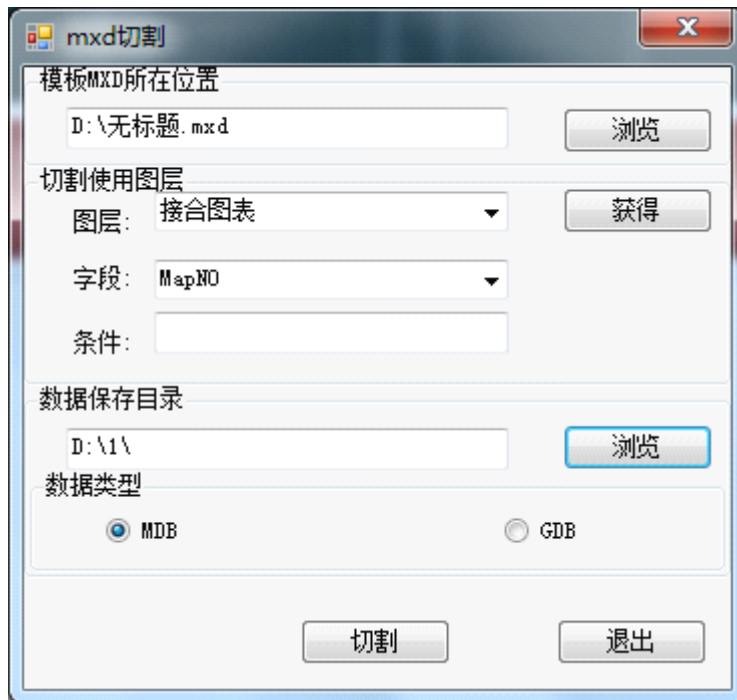 mxd切割
模板MXD所在位置
D:\无标题.mxd
浏览
切割使用图层
图层:
接合图表
获得
字段:
MapNO
条件:
数据保存目录
D:\1\
浏览
数据类型
MDB
GDB
切割
退出